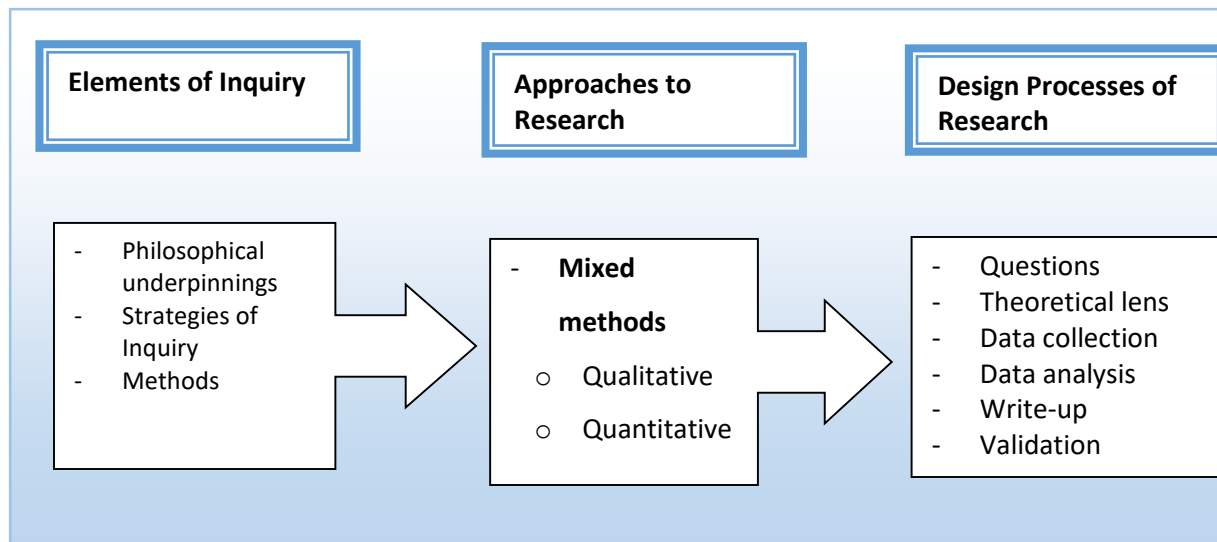 Elements of Inquiry
Approaches to
Research
Design Processes of
Research
- Philosophical
underpinnings
- Strategies of
Inquiry
- Methods
- Mixed
methods
o Qualitative
o Quantitative
- Questions
- Theoretical lens
- Data collection
- Data analysis
- Write-up
- Validation